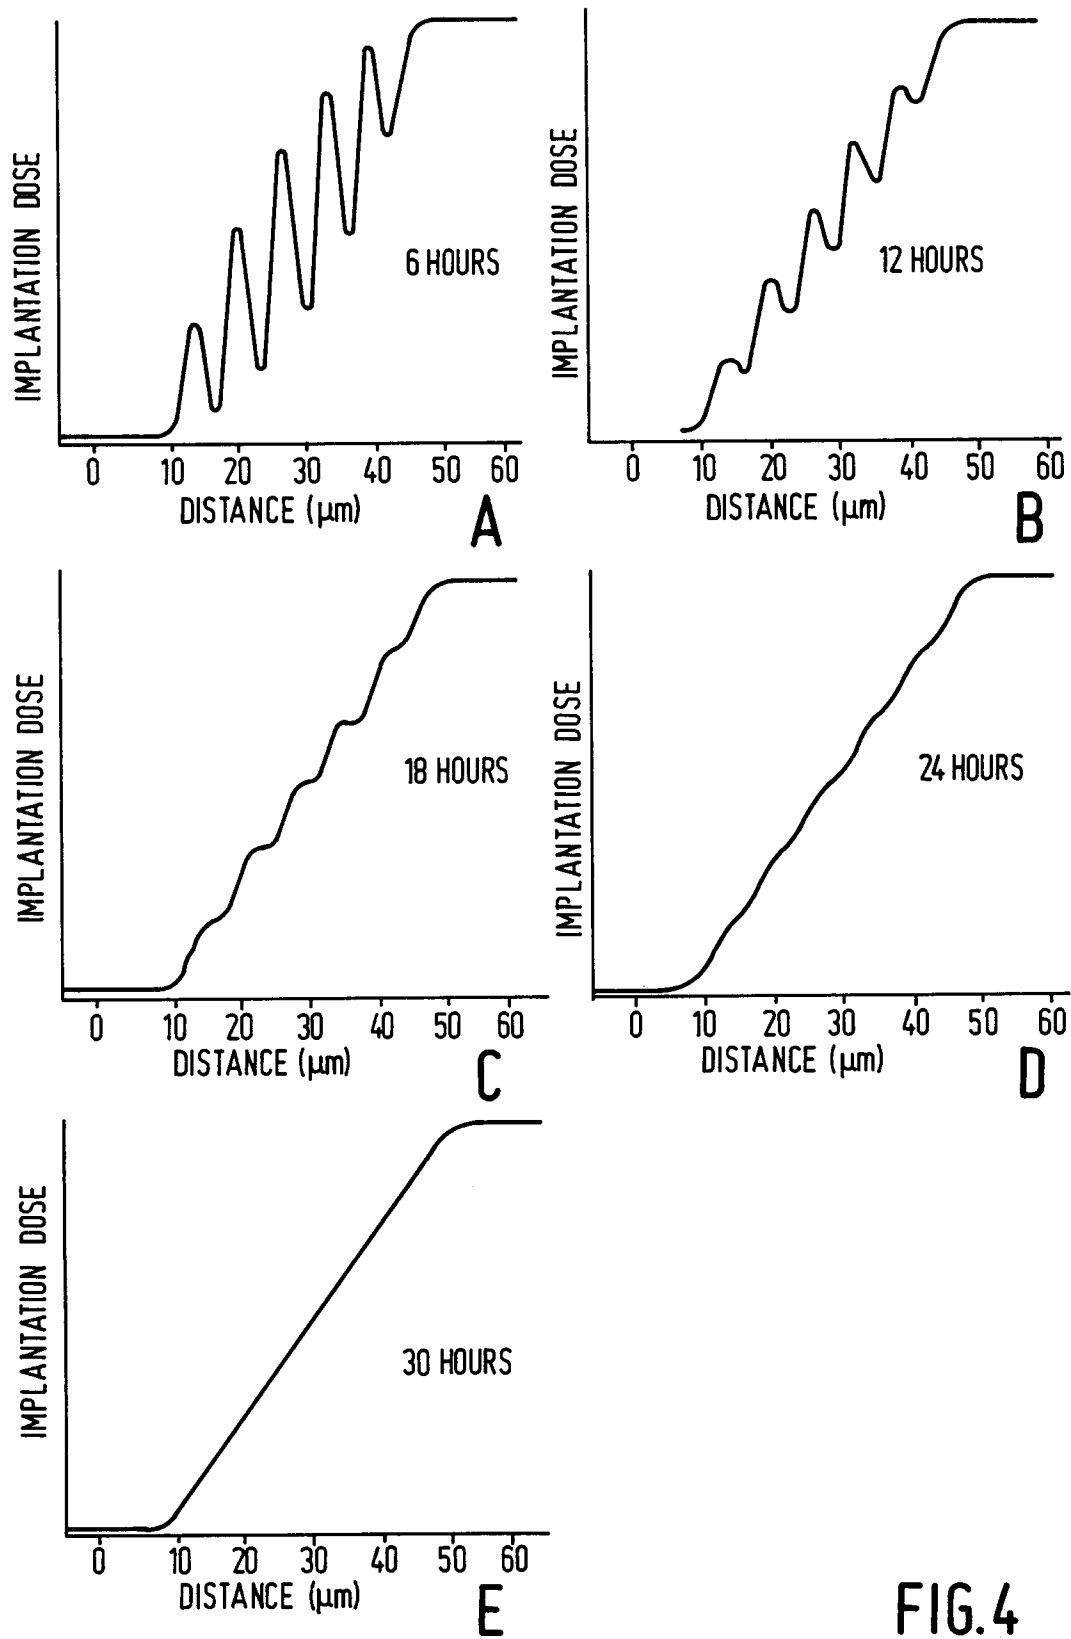 IMPLANTATION DOSE
6 HOURS
0 10 20 30 40 50 60
DISTANCE (μm)
A
IMPLANTATION DOSE
12 HOURS
0 10 20 30 40 50 60
DISTANCE (μm)
B
IMPLANTATION DOSE
18 HOURS
0 10 20 30 40 50 60
DISTANCE (μm)
C
IMPLANTATION DOSE
24 HOURS
0 10 20 30 40 50 60
DISTANCE (μm)
D
IMPLANTATION DOSE
30 HOURS
0 10 20 30 40 50 60
DISTANCE (μm)
E
FIG.4